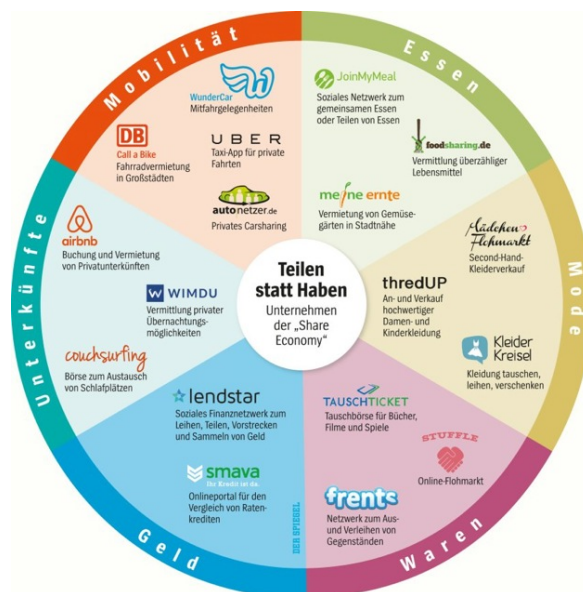 Mobilität
WunderCar
Mitfahrgelegenheiten
DB
Call a Bike
Fahrradvermietung
in Großstädten
UBER
Taxi-App für private
Fahrten
autonetzer.de
Privates Carsharing
Essen
JoinMyMeal
Soziales Netzwerk zum
gemeinsamen Essen
oder Teilen von Essen
foodsharing.de
Vermittlung überzähliger
Lebensmittel
meine ernte
Vermietung von Gemüse-
gärten in Stadtnähe
Mode
Mädchen
Flohmarkt
Second-Hand-
Kleiderverkauf
thredUP
An- und Verkauf
hochwertiger
Damen- und
Kinderkleidung
Kleider
Kreisel
Kleidung tauschen,
leihen, verschenken
Waren
TAUSCHTICKET
Tauschbörse für Bücher,
Filme und Spiele
STUFFLE
Online-Flohmarkt
frents
Netzwerk zum Aus-
und Verleihen von
Gegenständen
Geld
lendstar
Soziales Finanznetzwerk zum
Leihen, Teilen, Vorstrecken
und Sammeln von Geld
smava
Ihr Kredit ist da.
Onlineportal für den
Vergleich von Raten-
krediten
DER SPIEGEL
Unterkünfte
airbnb
Buchung und Vermietung
von Privatunterkünften
W WIMDU
Vermittlung privater
Übernachtungs-
möglichkeiten
couchsurfing
Börse zum Austausch
von Schlafplätzen
Teilen
statt Haben
Unternehmen
der „Share
Economy“